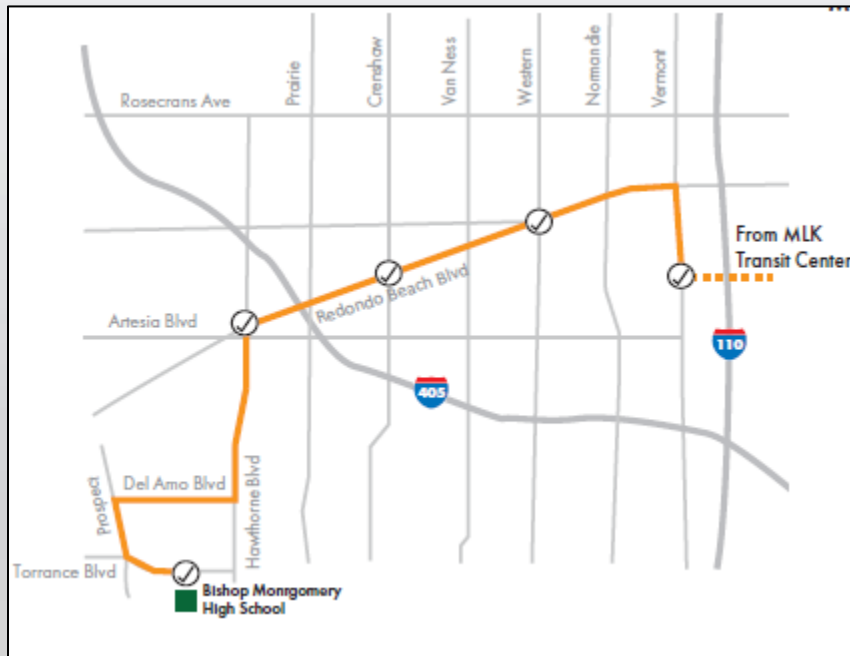 Rosecrans Ave
Prairie
Crenshaw
Van Ness
Western
Normandie
Vermont
From MLK
Transit Center
Redondo Beach Blvd
Artesia Blvd
110
405
Prospect
Del Amo Blvd
Hawthorne Blvd
Torrance Blvd
Bishop Monrgomery
High School